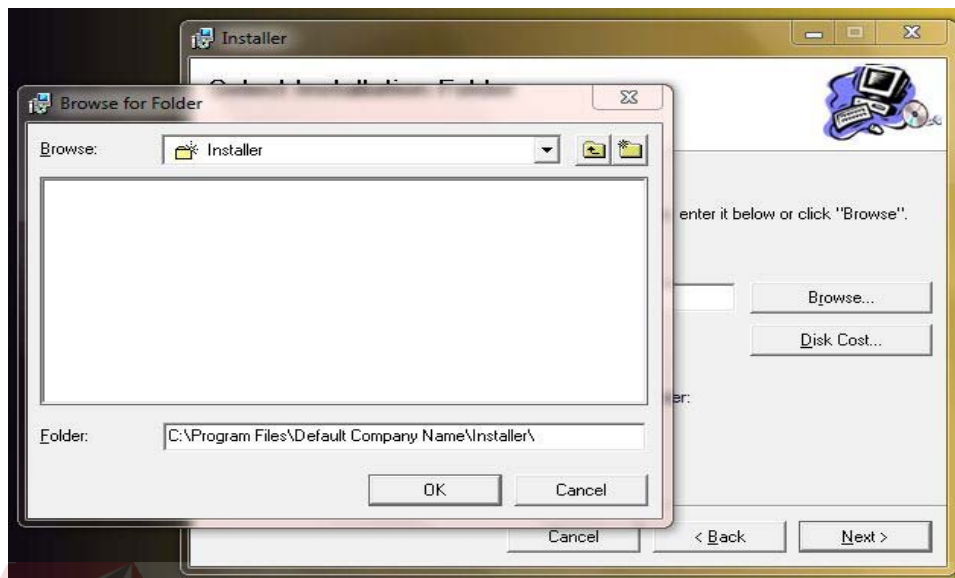 Installer
Browse for Folder
Browse:
Installer
enter it below or click "Browse".
Browse...
Disk Cost...
er:
Folder:
C:\Program Files\Default Company Name\Installer\
OK
Cancel
Cancel
< Back
Next >